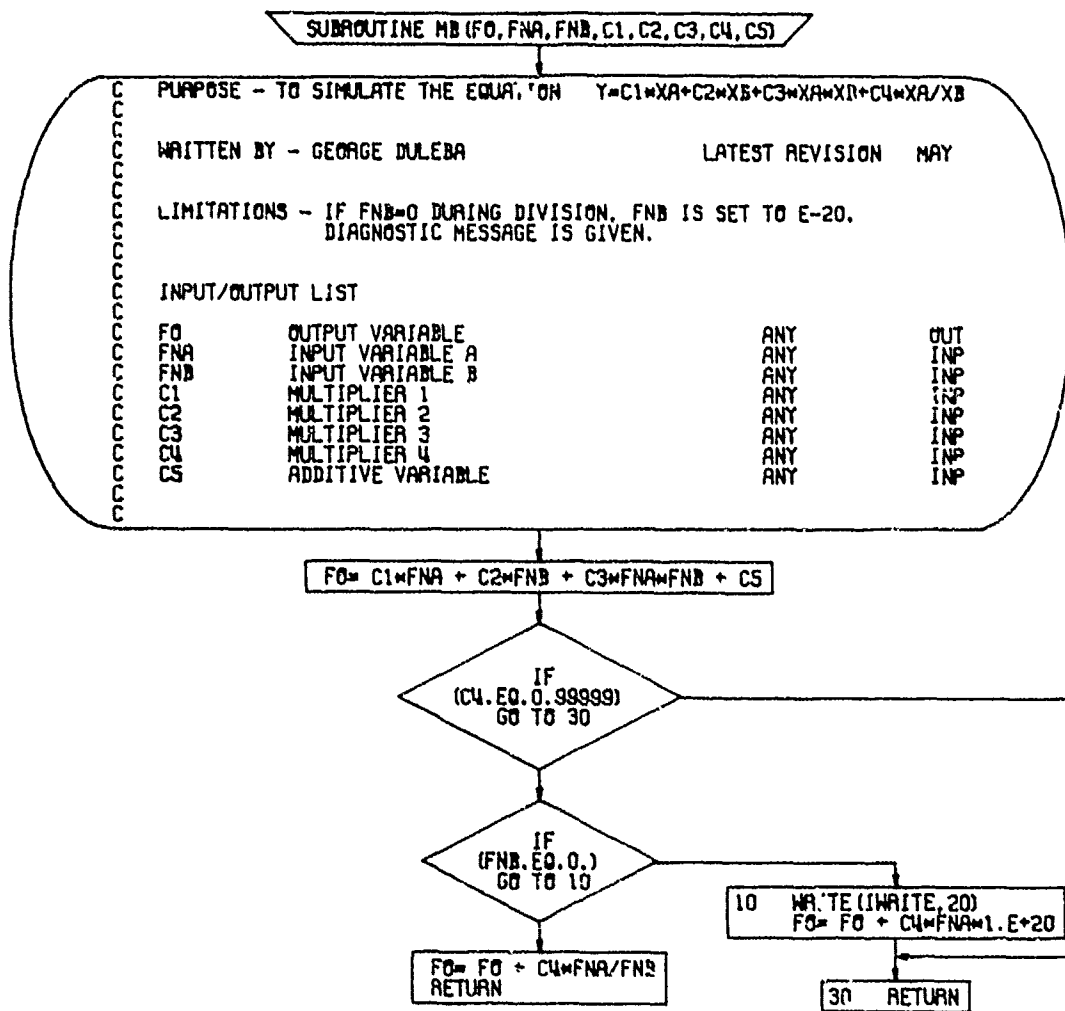 SUBROUTINE MB(FO,FNA,FNB,C1,C2,C3,C4,C5)
C PURPOSE - TO SIMULATE THE Y=C1*XA+C2*XB+C3*XA*XB+C4*XA/XB
C
C
C WRITTEN BY - GEORGE DULEBA LATEST REVISION MAY
C
C
C LIMITATIONS - IF FNB=0 DURING DIVISION, FNB IS SET TO E-20.
C DIAGNOSTIC MESSAGE IS GIVEN.
C
C
C INPUT/OUTPUT LIST
C
C FO OUTPUT VARIABLE ANY OUT
C FNA INPUT VARIABLE A ANY INP
C FNB INPUT VARIABLE B ANY INP
C C1 MULTIPLIER 1 ANY INP
C C2 MULTIPLIER 2 ANY INP
C C3 MULTIPLIER 3 ANY INP
C C4 MULTIPLIER 4 ANY INP
C C5 ADDITIVE VARIABLE ANY INP
C
C
FO= C1*FNA + C2*FNB + C3*FNA*FNB + C5
IF
(C4.EQ.0.99999)
GO TO 30
IF
(FNB.EQ.0.)
GO TO 10
10 WRITE(IWRITE,20)
FO= FO + C4*FNA*1.E+20
FO= FO + C4*FNA/FNB
RETURN
30 RETURN